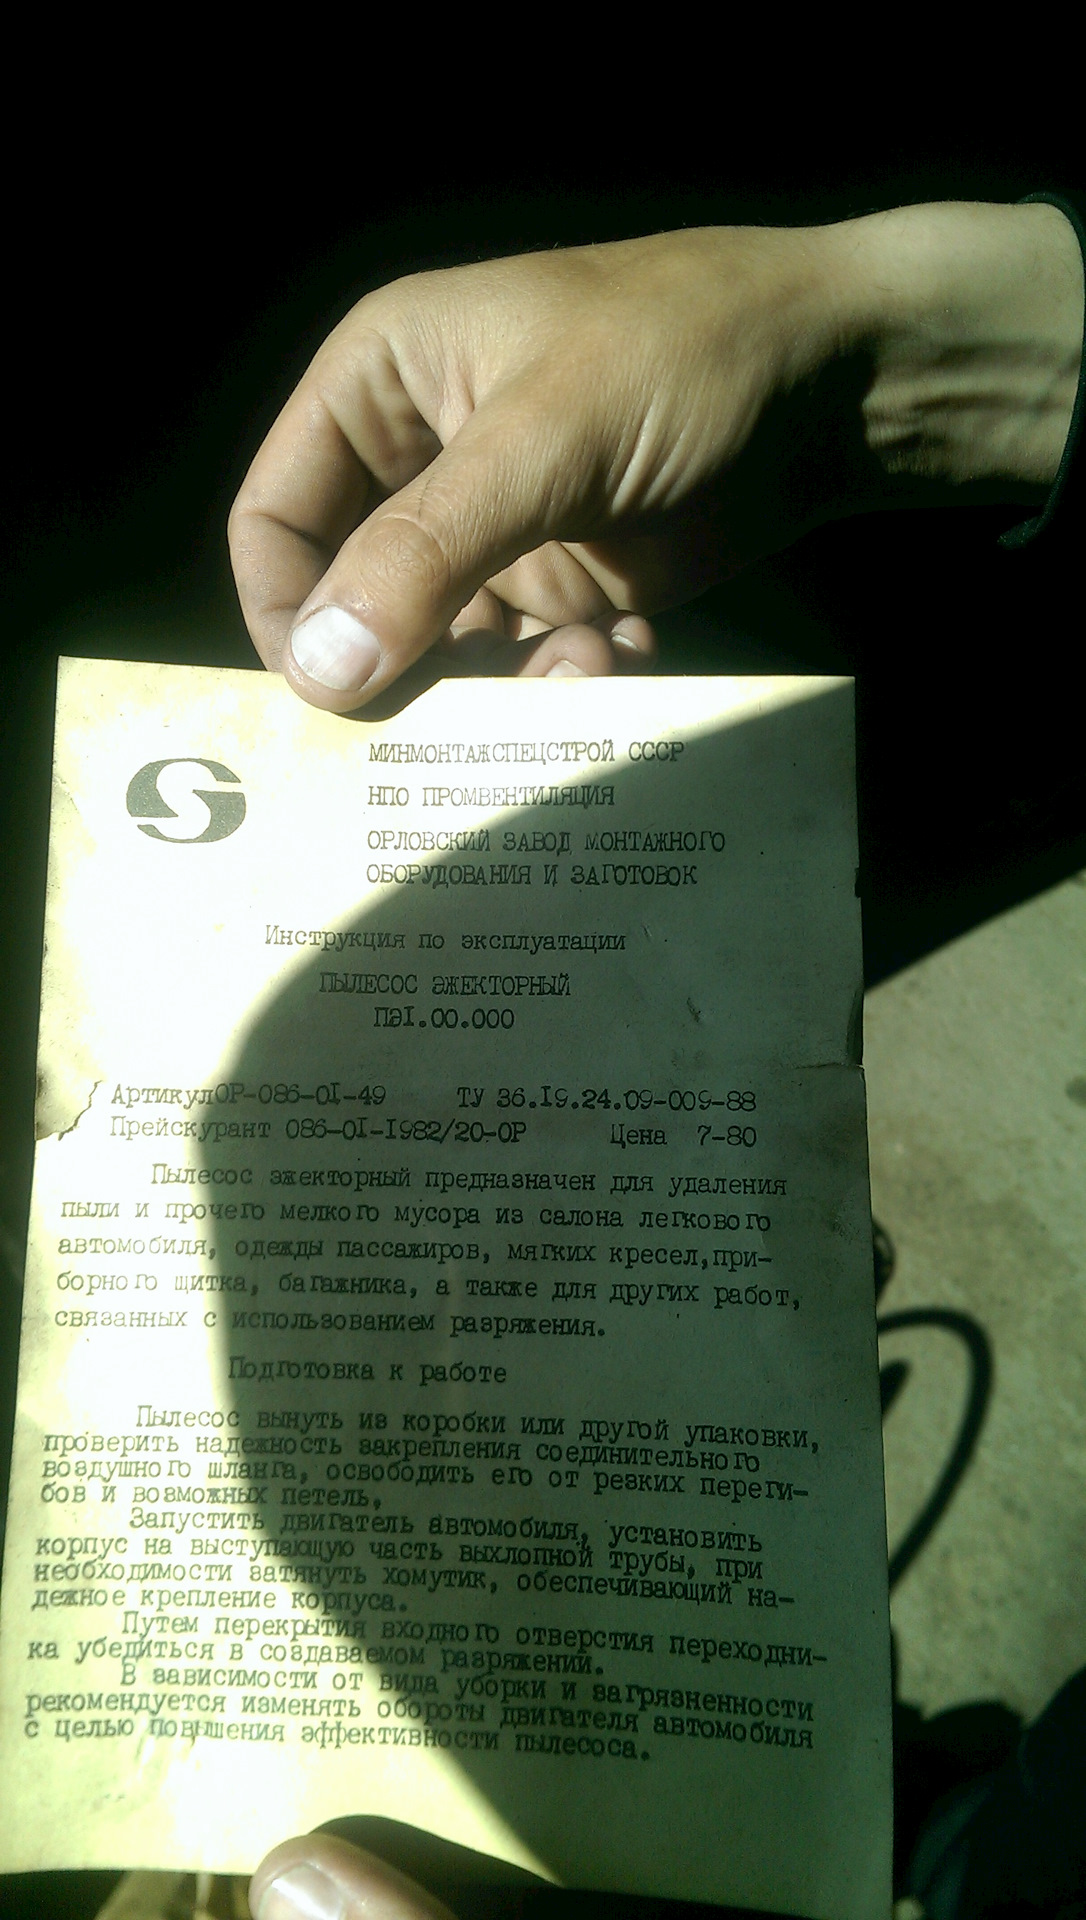 МИНМОНТАЖСПЕЦСТРОЙ СССР
НПО ПРОМВЕНТИЛЯЦИЯ
ОРЛОВСКИЙ ЗАВОД МОНТАЖНОГО
ОБОРУДОВАНИЯ И ЗАГОТОВОК
Инструкция по эксплуатации
ПЫЛЕСОС ЭЖЕКТОРНЫЙ
ПЭI.00.000
АртикулОР-086-0I-49 ТУ 36.I9.24.09-009-88
Прейскурант 086-0I-I982/20-0Р Цена 7-80
Пылесос эжекторный предназначен для удаления
пыли и прочего мелкого мусора из салона легкового
автомобиля, одежды пассажиров, мягких кресел,при-
борного щитка, багажника, а также для других работ,
связанных с использованием разряжения.
Подготовка к работе
Пылесос вынуть из коробки или другой упаковки,
проверить надежность закрепления соединительного
воздушного шланга, освободить его от резких переги-
бов и возможных петель,
Запустить двигатель автомобиля, установить
корпус на выступающую часть выхлопной трубы, при
необходимости затянуть хомутик, обеспечивающий на-
дежное крепление корпуса.
Путем перекрытия входного отверстия переходни-
ка убедиться в создаваемом разряжении.
В зависимости от вида уборки и загрязненности
рекомендуется изменять обороты двигателя автомобиля
с целью повышения эффективности пылесоса.